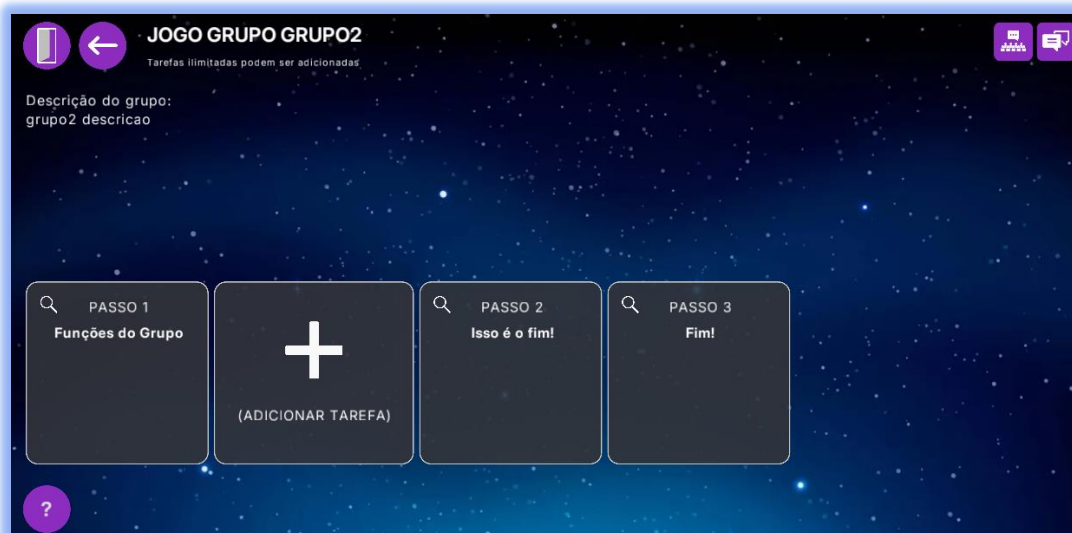 JOGO GRUPO GRUPO2
Tarefas ilimitadas podem ser adicionadas
Descrição do grupo:
grupo2 descricao
PASSO 1
Funções do Grupo
(ADICIONAR TAREFA)
PASSO 2
Isso é o fim!
PASSO 3
Fim!
?